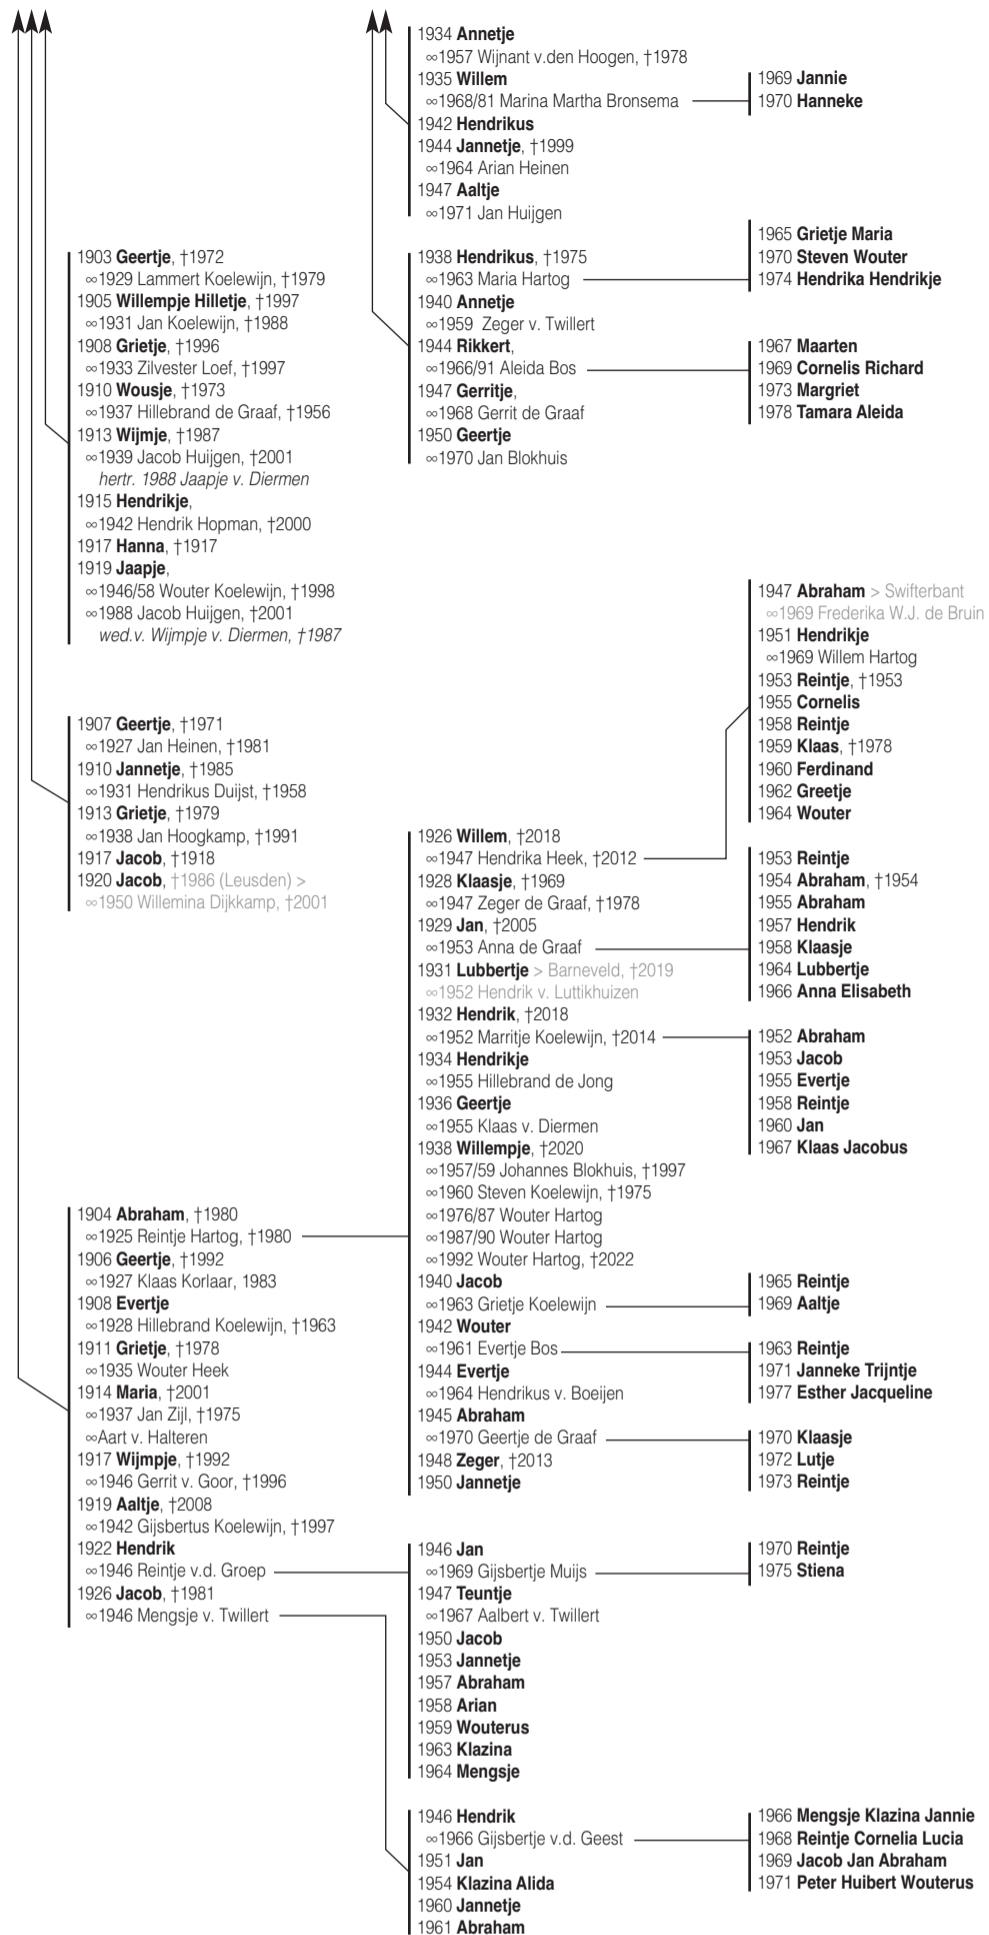 1934 Annetje
∞1957 Wijnant v.den Hoogen, †1978
1935 Willem
∞1968/81 Marina Martha Bronsema
1942 Hendrikus
1944 Jannetje, †1999
∞1964 Arian Heinen
1947 Aaltje
∞1971 Jan Huijgen
1969 Jannie
1970 Hanneke
1903 Geertje, †1972
∞1929 Lammert Koelewijn, †1979
1905 Willempje Hilletje, †1997
∞1931 Jan Koelewijn, †1988
1908 Grietje, †1996
∞1933 Zilvester Loef, †1997
1910 Wousje, †1973
∞1937 Hillebrand de Graaf, †1956
1913 Wijmje, †1987
∞1939 Jacob Huijgen, †2001
hertr. 1988 Jaapje v. Diermen
1915 Hendrikje,
∞1942 Hendrik Hopman, †2000
1917 Hanna, †1917
1919 Jaapje,
∞1946/58 Wouter Koelewijn, †1998
∞1988 Jacob Huijgen, †2001
wed.v. Wijmpje v. Diermen, †1987
1938 Hendrikus, †1975
∞1963 Maria Hartog
1940 Annetje
∞1959 Zeger v. Twillert
1944 Rikkert,
∞1966/91 Aleida Bos
1947 Gerritje,
∞1968 Gerrit de Graaf
1950 Geertje
∞1970 Jan Blokhuis
1965 Grietje Maria
1970 Steven Wouter
1974 Hendrika Hendrikje
1967 Maarten
1969 Cornelis Richard
1973 Margriet
1978 Tamara Aleida
1907 Geertje, †1971
∞1927 Jan Heinen, †1981
1910 Jannetje, †1985
∞1931 Hendrikus Duijst, †1958
1913 Grietje, †1979
∞1938 Jan Hoogkamp, †1991
1917 Jacob, †1918
1920 Jacob, †1986 (Leusden) >
∞1950 Willemina Dijkkamp, †2001
1904 Abraham, †1980
∞1925 Reintje Hartog, †1980
1906 Geertje, †1992
∞1927 Klaas Korlaar, 1983
1908 Evertje
∞1928 Hillebrand Koelewijn, †1963
1911 Grietje, †1978
∞1935 Wouter Heek
1914 Maria, †2001
∞1937 Jan Zijl, †1975
∞Aart v. Halteren
1917 Wijmpje, †1992
∞1946 Gerrit v. Goor, †1996
1919 Aaltje, †2008
∞1942 Gijsbertus Koelewijn, †1997
1922 Hendrik
∞1946 Reintje v.d. Groep
1926 Jacob, †1981
∞1946 Mengsje v. Twillert
1926 Willem, †2018
∞1947 Hendrika Heek, †2012
1928 Klaasje, †1969
∞1947 Zeger de Graaf, †1978
1929 Jan, †2005
∞1953 Anna de Graaf
1931 Lubbertje > Barneveld, †2019
∞1952 Hendrik v. Luttikhuizen
1932 Hendrik, †2018
∞1952 Marritje Koelewijn, †2014
1934 Hendrikje
∞1955 Hillebrand de Jong
1936 Geertje
∞1955 Klaas v. Diermen
1938 Willempje, †2020
∞1957/59 Johannes Blokhuis, †1997
∞1960 Steven Koelewijn, †1975
∞1976/87 Wouter Hartog
∞1987/90 Wouter Hartog
∞1992 Wouter Hartog, †2022
1940 Jacob
∞1963 Grietje Koelewijn
1942 Wouter
∞1961 Evertje Bos
1944 Evertje
∞1964 Hendrikus v. Boeijen
1945 Abraham
∞1970 Geertje de Graaf
1948 Zeger, †2013
1950 Jannetje
1947 Abraham > Swifterbant
∞1969 Frederika W.J. de Bruin
1951 Hendrikje
∞1969 Willem Hartog
1953 Reintje, †1953
1955 Cornelis
1958 Reintje
1959 Klaas, †1978
1960 Ferdinand
1962 Greetje
1964 Wouter
1953 Reintje
1954 Abraham, †1954
1955 Abraham
1957 Hendrik
1958 Klaasje
1964 Lubbertje
1966 Anna Elisabeth
1952 Abraham
1953 Jacob
1955 Evertje
1958 Reintje
1960 Jan
1967 Klaas Jacobus
1965 Reintje
1969 Aaltje
1963 Reintje
1971 Janneke Trijntje
1977 Esther Jacqueline
1970 Klaasje
1972 Lutje
1973 Reintje
1946 Jan
∞1969 Gijsbertje Muijs
1947 Teuntje
∞1967 Aalbert v. Twillert
1950 Jacob
1953 Jannetje
1957 Abraham
1958 Arian
1959 Wouterus
1963 Klazina
1964 Mengsje
1970 Reintje
1975 Stiena
1946 Hendrik
∞1966 Gijsbertje v.d. Geest
1951 Jan
1954 Klazina Alida
1960 Jannetje
1961 Abraham
1966 Mengsje Klazina Jannie
1968 Reintje Cornelia Lucia
1969 Jacob Jan Abraham
1971 Peter Huibert Wouterus